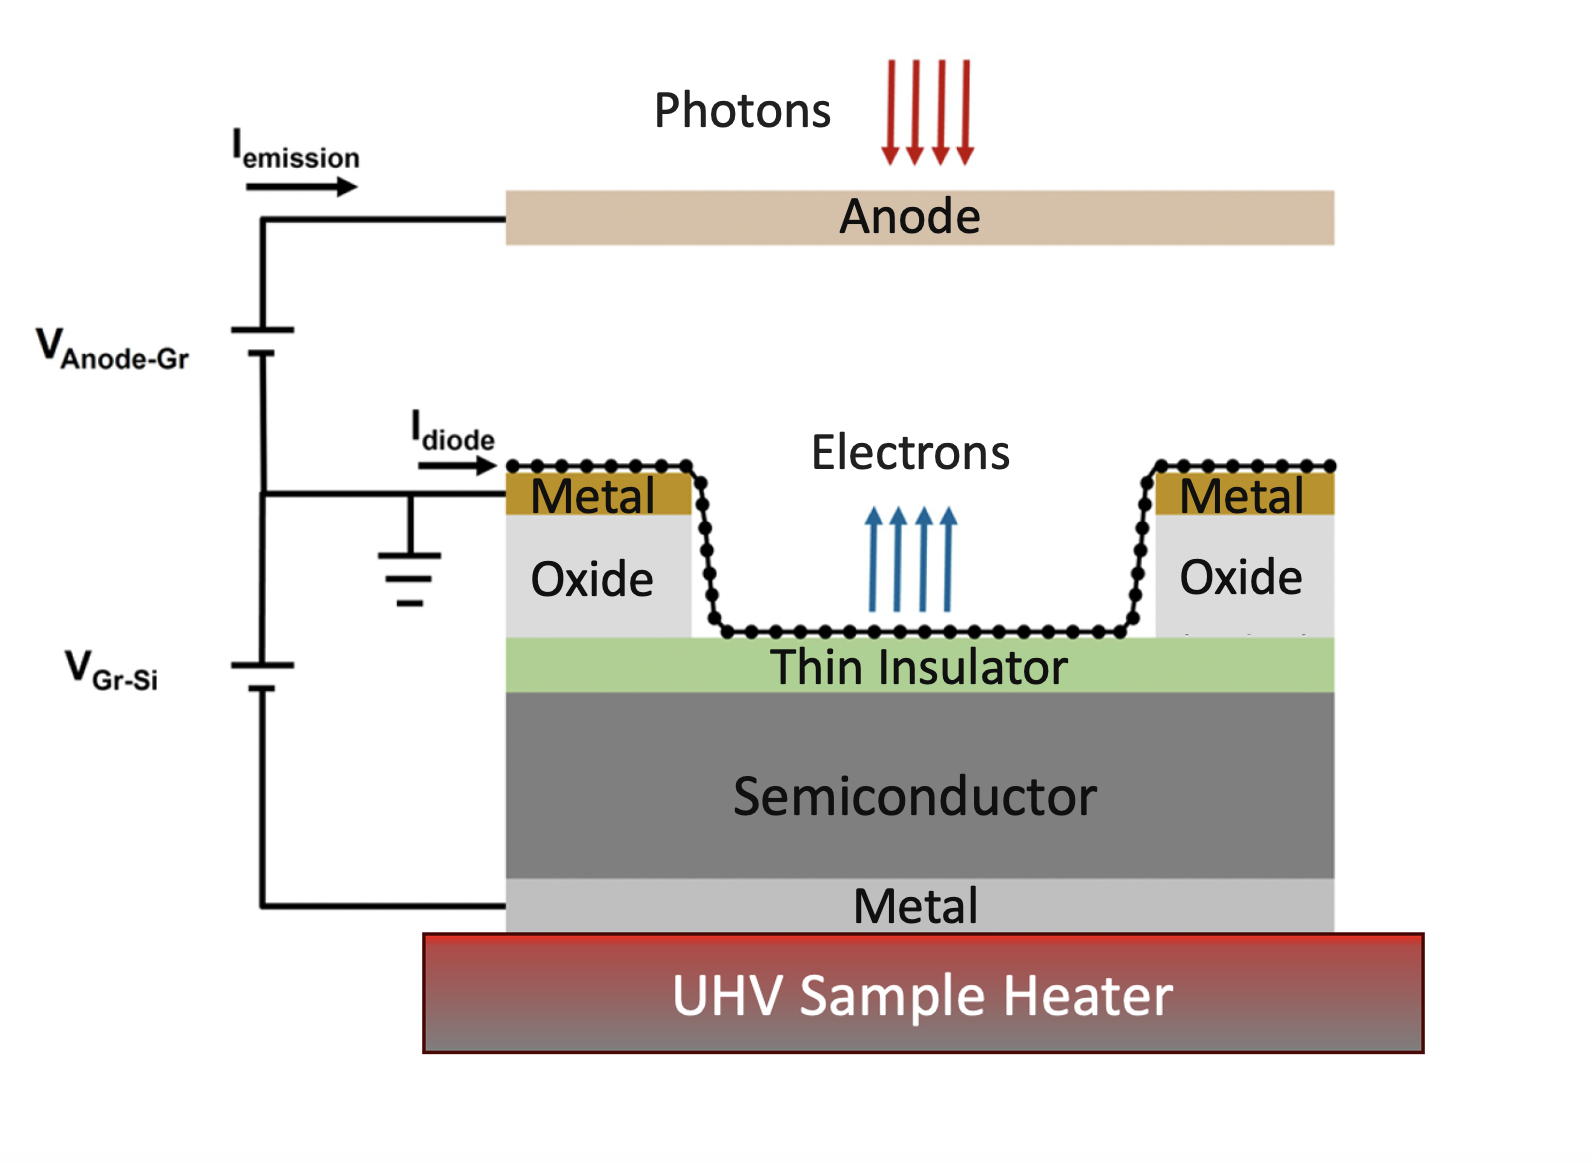 Photons
Iemission
Anode
VAnode-Gr
Idiode
Electrons
Metal
Metal
Oxide
Oxide
Thin Insulator
VGr-Si
Semiconductor
Metal
UHV Sample Heater